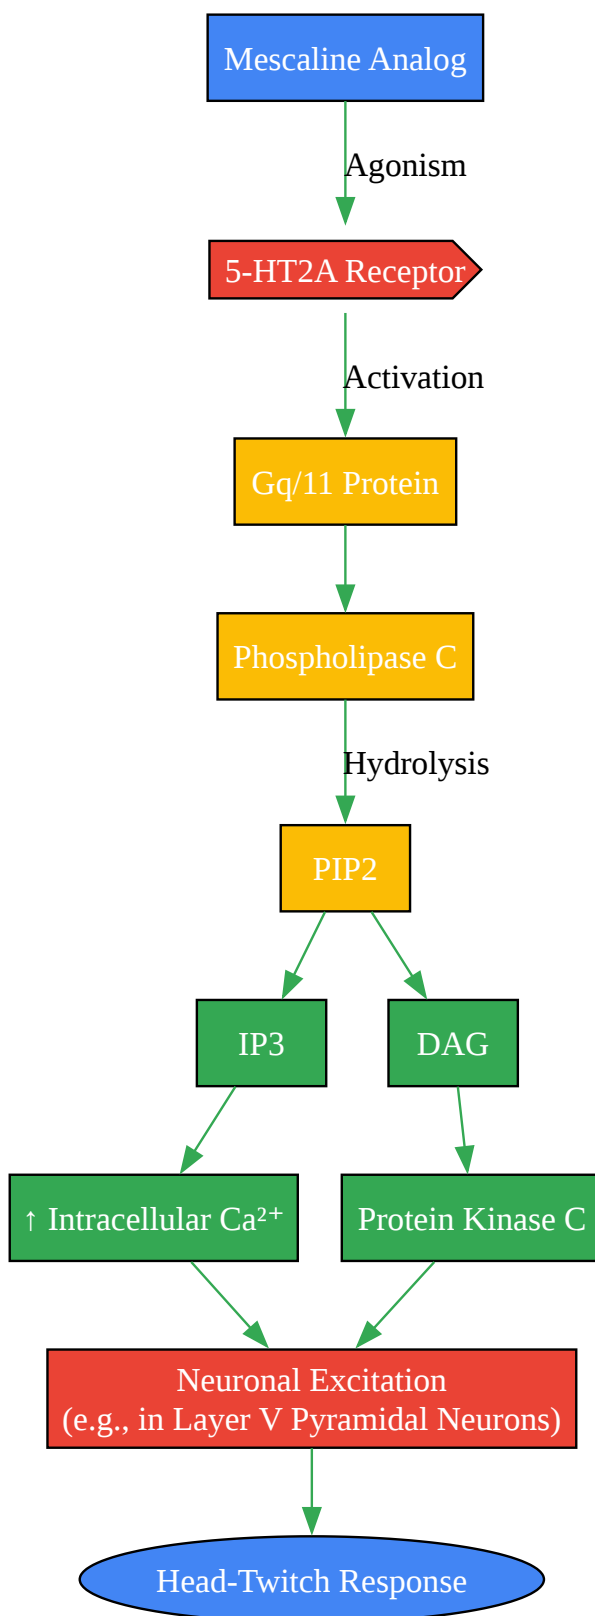 Mescaline Analog
Agonism
5-HT2A Receptor
Activation
Gq/11 Protein
Phospholipase C
Hydrolysis
PIP2
IP3
DAG
↑ Intracellular Ca²⁺
Protein Kinase C
Neuronal Excitation
(e.g., in Layer V Pyramidal Neurons)
Head-Twitch Response